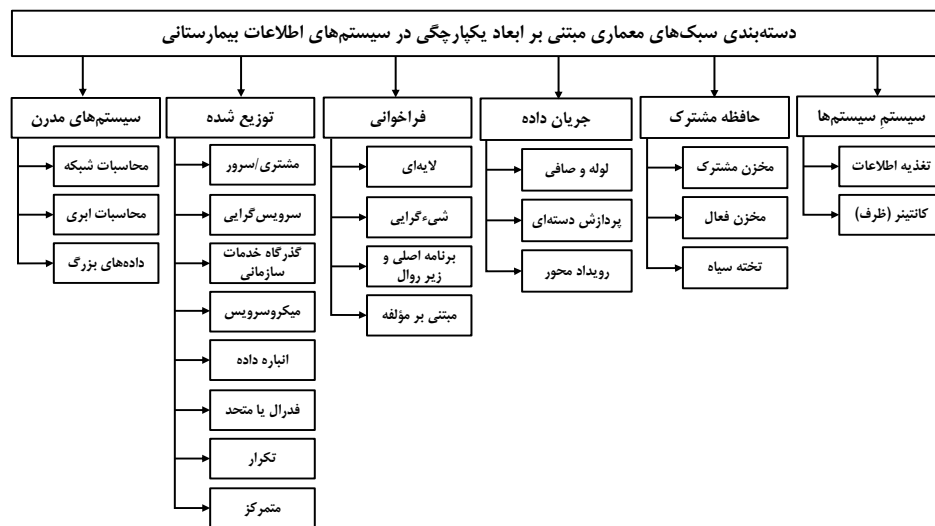 دسته‌بندی سبک‌های معماری مبتنی بر ابعاد یکپارچگی در سیستم‌های اطلاعات بیمارستانی
سیستمِ سیستم‌ها
تغذیه اطلاعات
کانتینر (ظرف)
حافظه مشترک
مخزن مشترک
مخزن فعال
تخته سیاه
جریان داده
لوله و صافی
پردازش دسته‌ای
رویداد محور
فراخوانی
لایه‌ای
شیءگرایی
برنامه اصلی و
زیر روال
مبتنی بر مؤلفه
توزیع شده
مشتری/سرور
سرویس‌گرایی
گذرگاه خدمات
سازمانی
میکروسرویس
انباره داده
فدرال یا متحد
تکرار
متمرکز
سیستم‌های مدرن
محاسبات شبکه
محاسبات ابری
داده‌های بزرگ